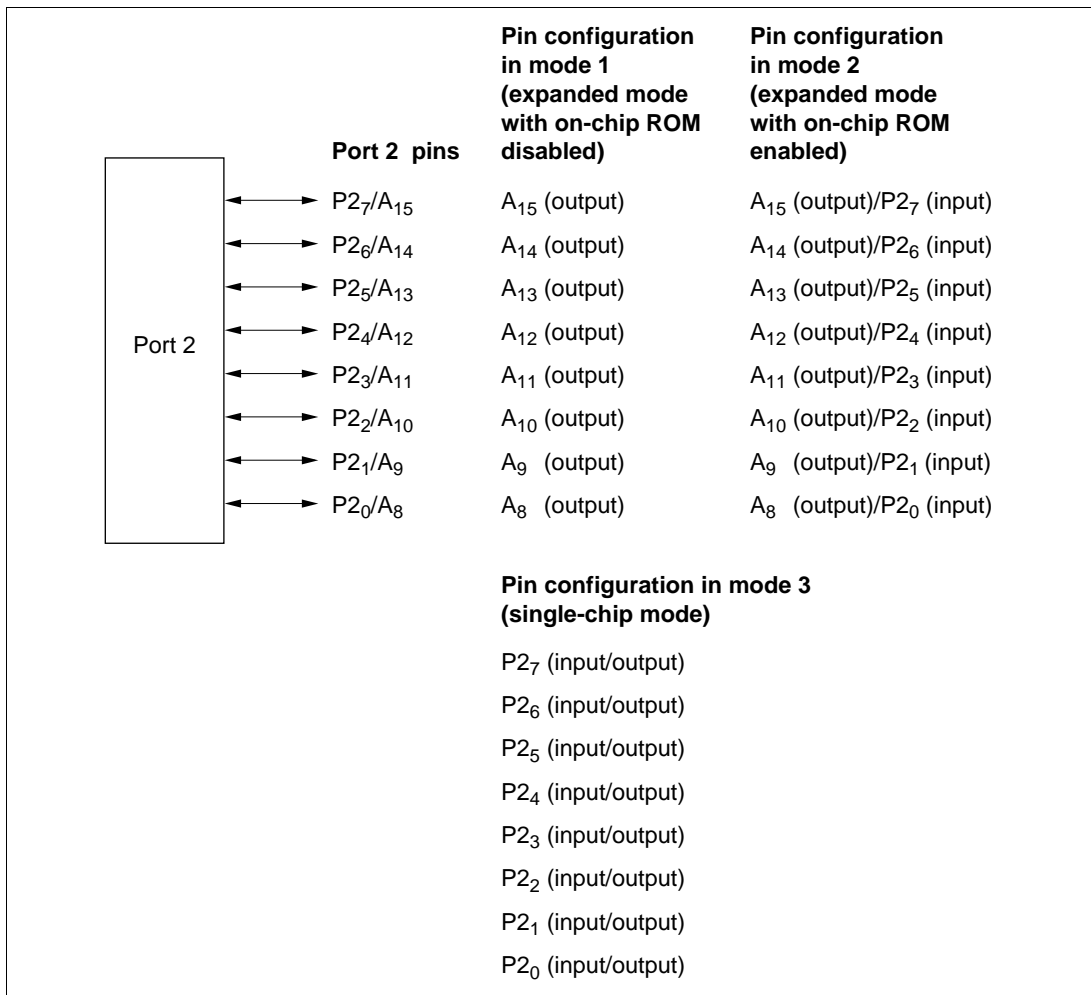 Pin configuration in mode 1 (expanded mode with on-chip ROM disabled)
Pin configuration in mode 2 (expanded mode with on-chip ROM enabled)
Port 2 pins
Port 2
P2₇/A₁₅ A₁₅ (output) A₁₅ (output)/P2₇ (input)
P2₆/A₁₄ A₁₄ (output) A₁₄ (output)/P2₆ (input)
P2₅/A₁₃ A₁₃ (output) A₁₃ (output)/P2₅ (input)
P2₄/A₁₂ A₁₂ (output) A₁₂ (output)/P2₄ (input)
P2₃/A₁₁ A₁₁ (output) A₁₁ (output)/P2₃ (input)
P2₂/A₁₀ A₁₀ (output) A₁₀ (output)/P2₂ (input)
P2₁/A₉ A₉ (output) A₉ (output)/P2₁ (input)
P2₀/A₈ A₈ (output) A₈ (output)/P2₀ (input)
Pin configuration in mode 3
(single-chip mode)
P2₇ (input/output)
P2₆ (input/output)
P2₅ (input/output)
P2₄ (input/output)
P2₃ (input/output)
P2₂ (input/output)
P2₁ (input/output)
P2₀ (input/output)